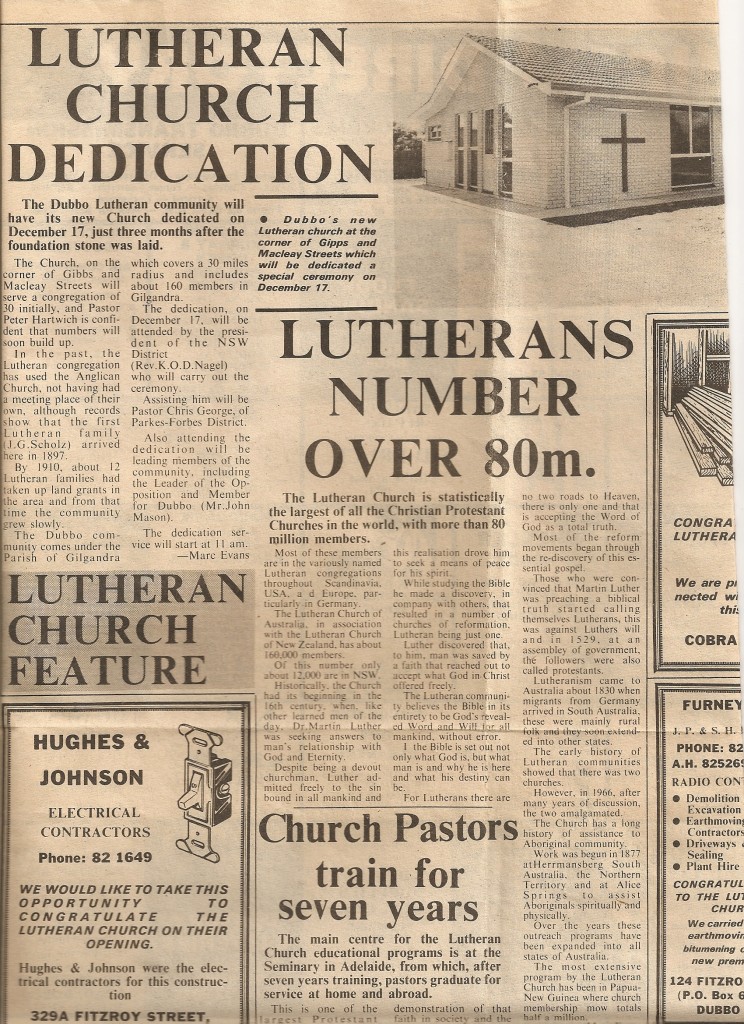 LUTHERAN
CHURCH
DEDICATION
The Dubbo Lutheran community will
have its new Church dedicated on
December 17, just three months after the
foundation stone was laid.
The Church, on the
corner of Gibbs and
Macleay Streets will
serve a congregation of
30 initially, and Pastor
Peter Hartwich is confi-
dent that numbers will
soon build up.
In the past, the
Lutheran congregation
has used the Anglican
Church, not having had
a meeting place of their
own, although records
show that the first
Lutheran family
(J.G.Scholz) arrived
here in 1897.
By 1910, about 12
Lutheran families had
taken up land grants in
the area and from that
time the community
grew slowly.
The Dubbo com-
munity comes under the
Parish of Gilgandra
which covers a 30 miles
radius and includes
about 160 members in
Gilgandra.
The dedication, on
December 17, will be
attended by the presi-
dent of the NSW
District
(Rev.K.O.D.Nagel)
who will carry out the
ceremony.
Assisting him will be
Pastor Chris George, of
Parkes-Forbes District.
Also attending the
dedication will be
leading members of the
community, including
the Leader of the Op-
position and Member
for Dubbo (Mr.John
Mason).
The dedication ser-
vice will start at 11 am.
—Marc Evans
● Dubbo's new
Lutheran church at the
corner of Gipps and
Macleay Streets which
will be dedicated a
special ceremony on
December 17.
LUTHERANS
NUMBER
OVER 80m.
The Lutheran Church is statistically
the largest of all the Christian Protestant
Churches in the world, with more than 80
million members.
Most of these members
are in the variously named
Lutheran congregations
throughout Scandinavia,
USA, a d Europe, par-
ticularly in Germany.
The Lutheran Church of
Australia, in association
with the Lutheran Church
of New Zealand, has about
160,000 members.
Of this number only
about 12,000 are in NSW.
Historically, the Church
had its beginning in the
16th century, when, like
other learned men of the
day, Dr.Martin Luther
was seeking answers to
man's relationship with
God and Eternity.
Despite being a devout
churchman, Luther ad-
mitted freely to the sin
bound in all mankind and
this realisation drove him
to seek a means of peace
for his spirit.
While studying the Bible
he made a discovery, in
company with others, that
resulted in a number of
churches of reformation,
Lutheran being just one.
Luther discovered that,
to him, man was saved by
a faith that reached out to
accept what God in Christ
offered freely.
The Lutheran communi-
ty believes the Bible in its
entirety to be God's reveal-
ed Word and Will for all
mankind, without error.
I the Bible is set out not
only what God is, but what
man is and why he is here
and what his destiny can
be.
For Lutherans there are
no two roads to Heaven,
there is only one and that
is accepting the Word of
God as a total truth.
Most of the reform
movements began through
the re-discovery of this es-
sential gospel.
Those who were con-
vinced that Martin Luther
was preaching a biblical
truth started calling
themselves Lutherans, this
was against Luthers will
and in 1529, at an
assembly of government,
the followers were also
called protestants.
Lutheranism came to
Australia about 1830 when
migrants from Germany
arrived in South Australia,
these were mainly rural
folk and they soon extend-
ed into other states.
The early history of
Lutheran communities
showed that there was two
churches.
However, in 1966, after
many years of discussion,
the two amalgamated.
The Church has a long
history of assistance to
Aboriginal community.
Work was begun in 1877
at Herrmansberg South
Australia, the Northern
Territory and at Alice
Springs to assist
Aboriginals spiritually and
physically.
Over the years these
outreach programs have
been expanded into all
states of Australia.
The most extensive
program by the Lutheran
Church has been in Papua-
New Guinea where church
membership mow totals
half a million.
LUTHERAN
CHURCH
FEATURE
HUGHES &
JOHNSON
ELECTRICAL
CONTRACTORS
Phone: 82 1649
WE WOULD LIKE TO TAKE THIS
OPPORTUNITY TO
CONGRATULATE THE
LUTHERAN CHURCH ON THEIR
OPENING.
Hughes & Johnson were the elec-
trical contractors for this construc-
tion
329A FITZROY STREET,
Church Pastors
train for
seven years
The main centre for the Lutheran
Church educational programs is at the
Seminary in Adelaide, from which, after
seven years training, pastors graduate for
service at home and abroad.
This is one of the
largest Protestant
demonstration of that
faith in society and the
CONGRA
LUTHERA
We are pr
nected wi
this
COBRA
FURNEY
J. P. & S. H.
PHONE: 82
A.H. 825269
RADIO CON
● Demolition
Excavation
● Earthmoving
Contractors
● Driveways
Sealing
● Plant Hire
CONGRATUL
TO THE LUT
CHUR
We carried
earthmovin
bitumening
new prem
124 FITZRO
(P.O. Box 6
DUBBO